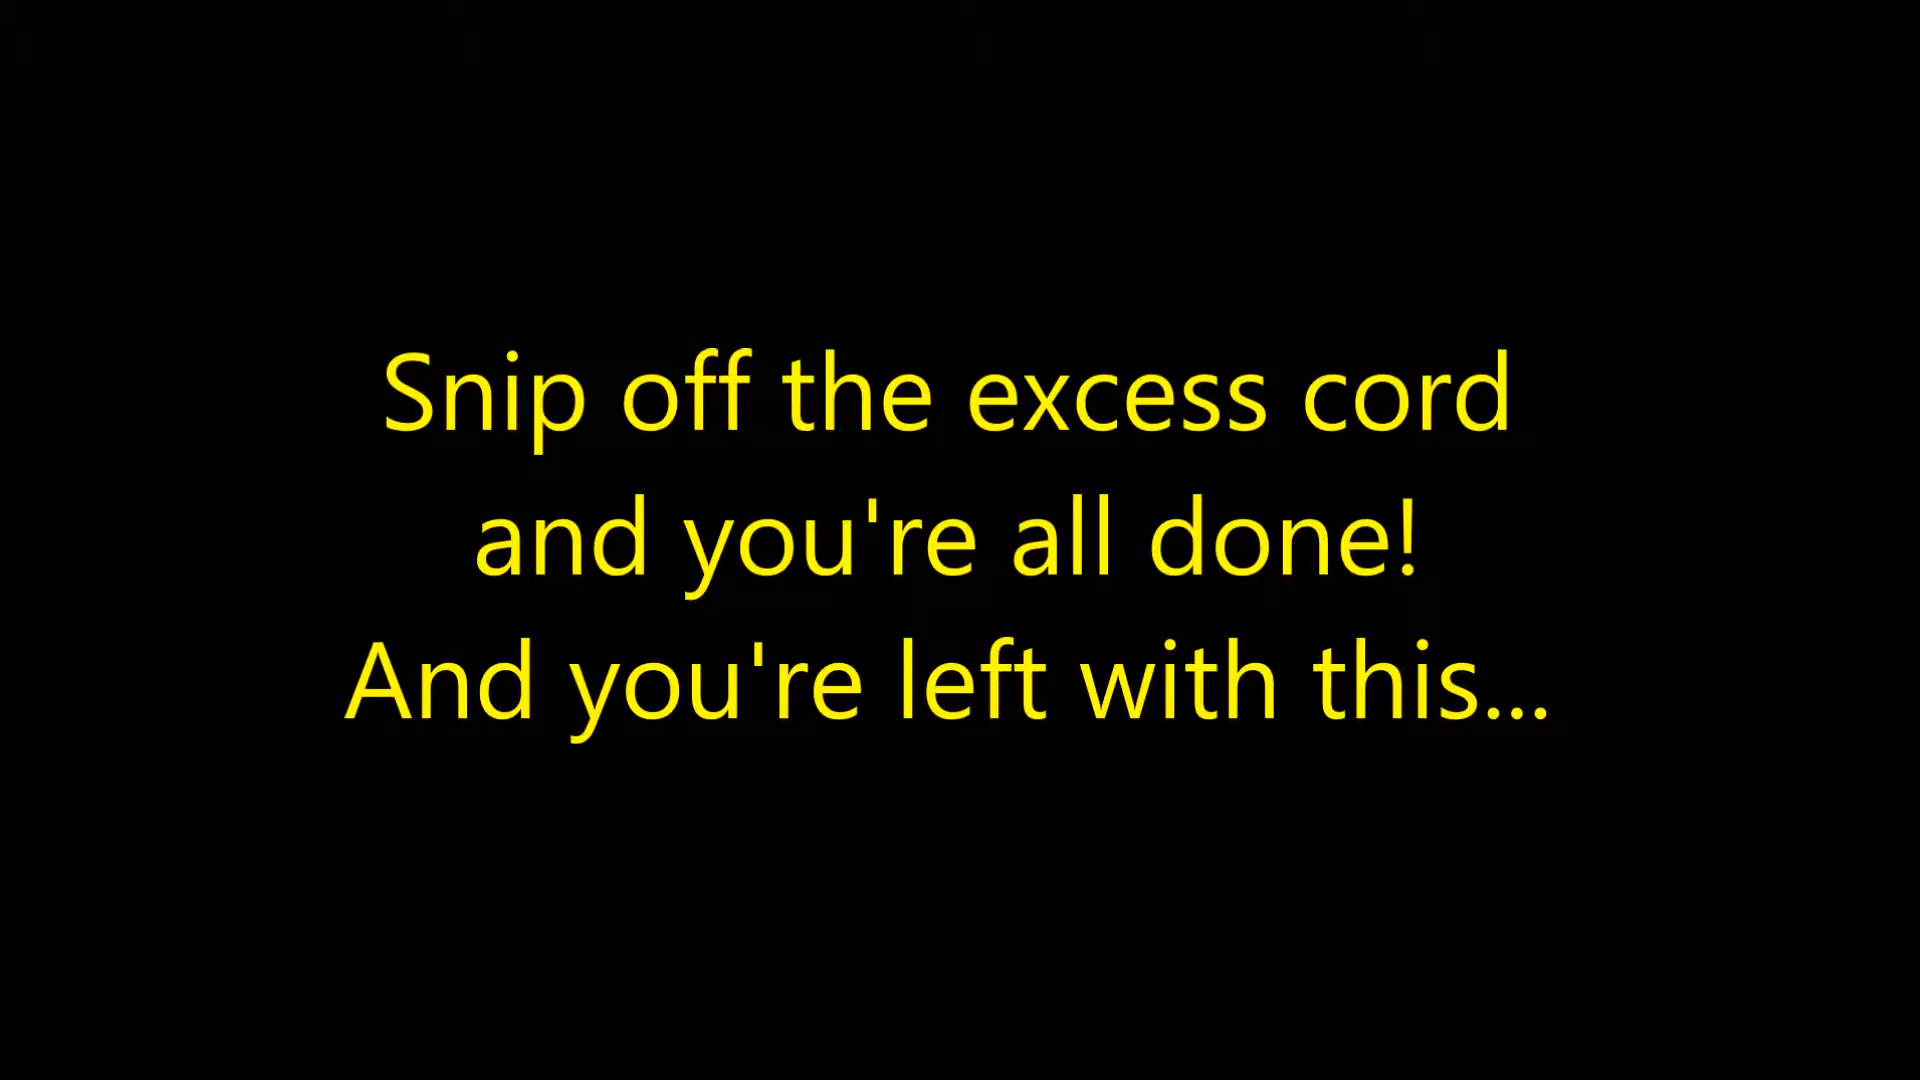 Snip off the excess cord
and you're all done!
And you're left with this...